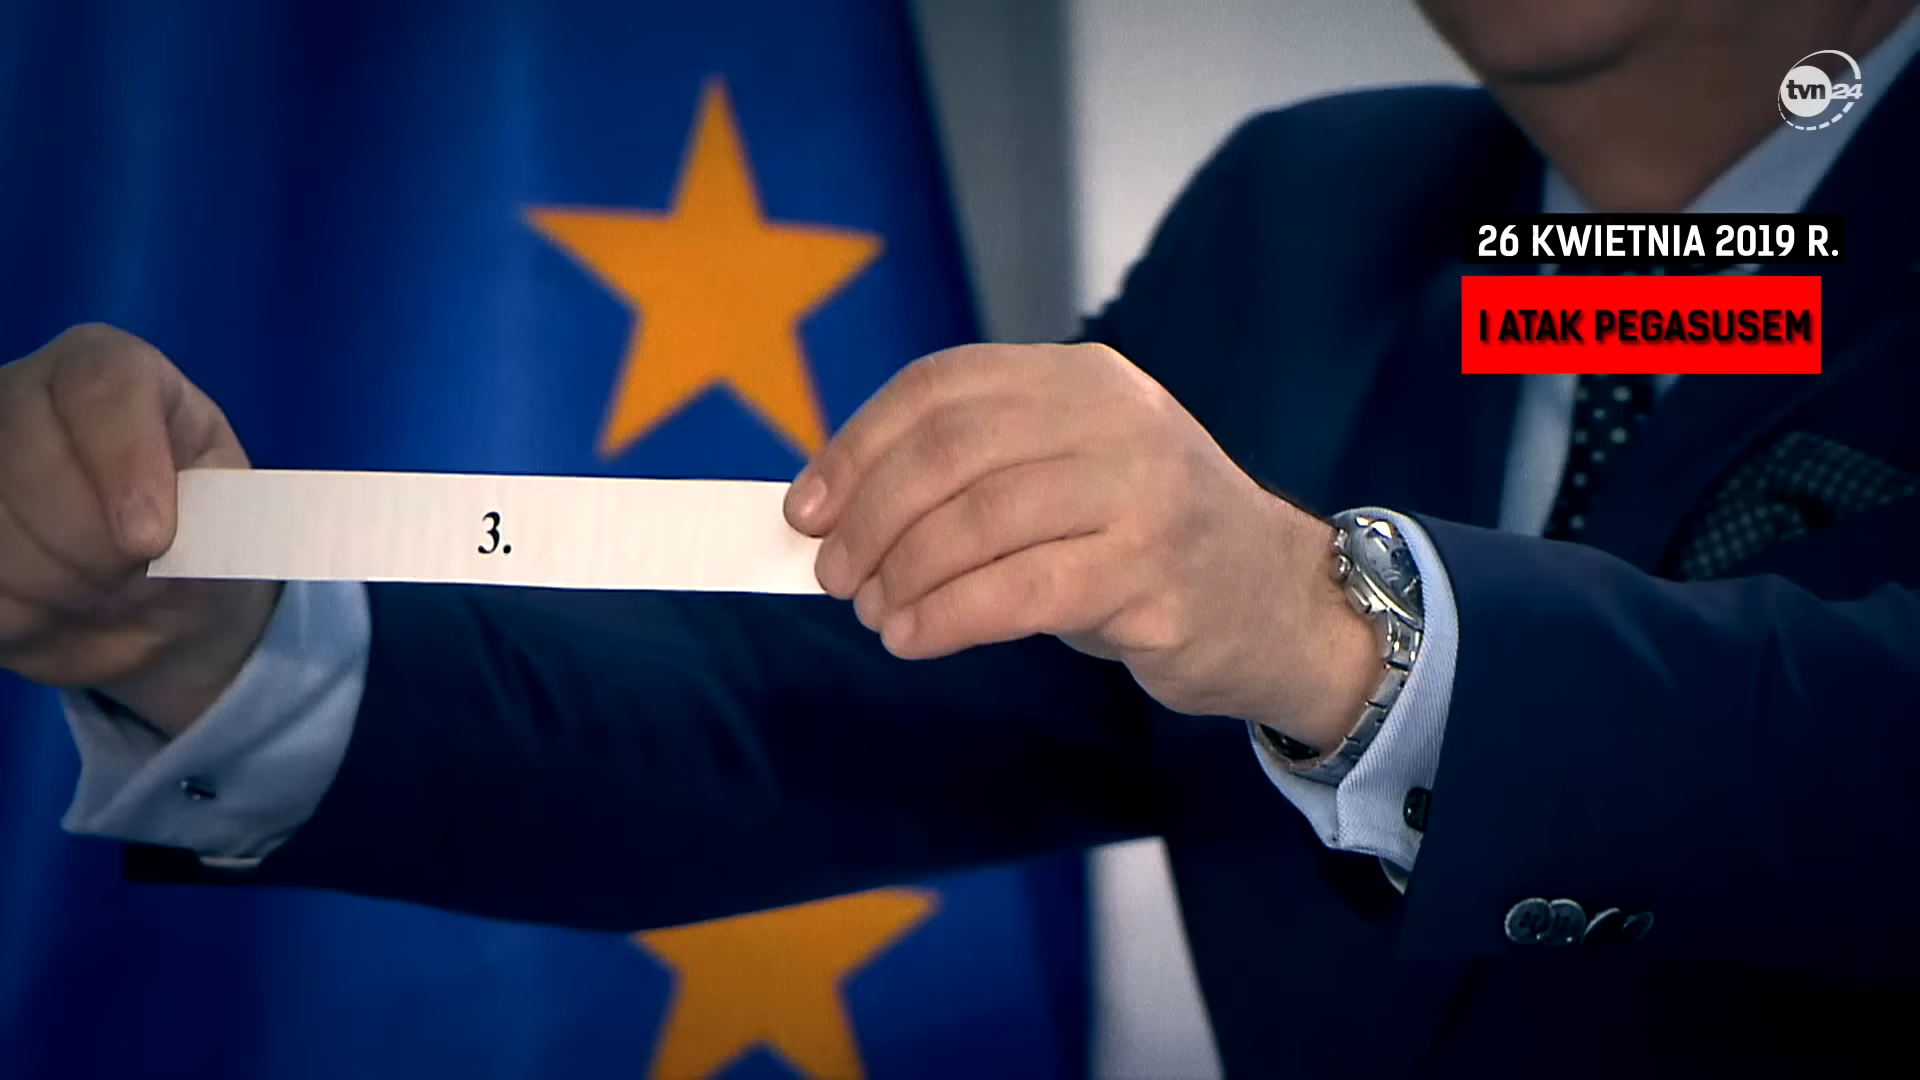 tvn24
26 KWIETNIA 2019 R.
I ATAK PEGASUSEM
3.